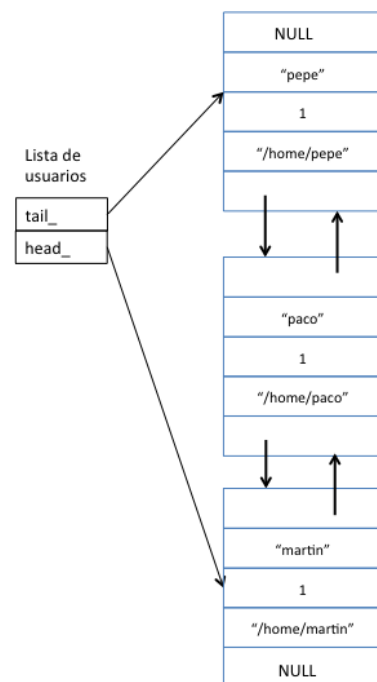 NULL
“pepe”
1
“/home/pepe”
Lista de
usuarios
tail_
head_
“paco”
1
“/home/paco”
“martin”
1
“/home/martin”
NULL